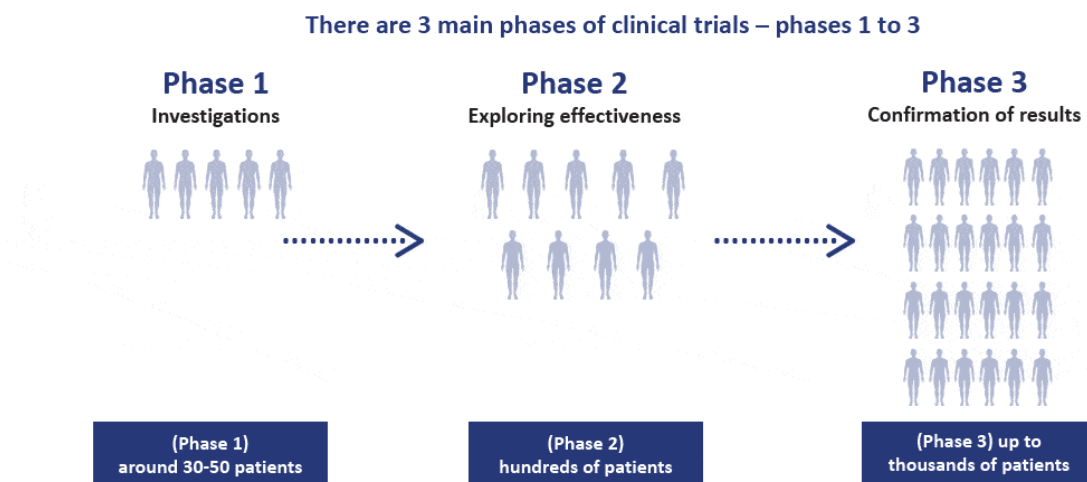 There are 3 main phases of clinical trials – phases 1 to 3
Phase 1
Investigations
(Phase 1)
around 30-50 patients
Phase 2
Exploring effectiveness
(Phase 2)
hundreds of patients
Phase 3
Confirmation of results
(Phase 3) up to
thousands of patients